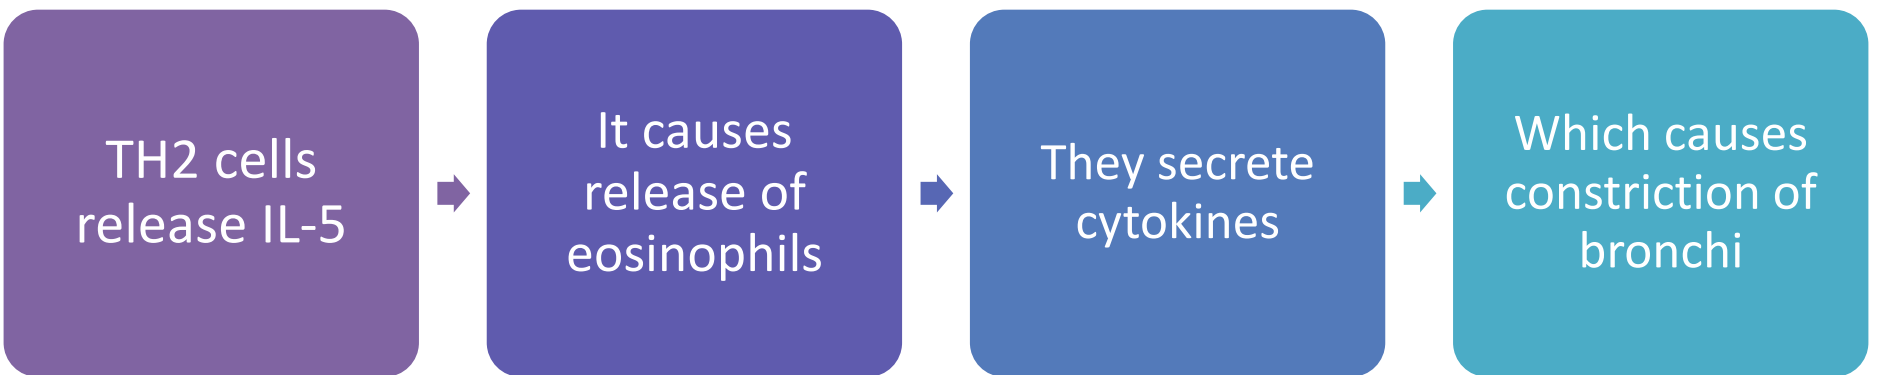 TH2 cells
release IL-5
It causes
release of
eosinophils
They secrete
cytokines
Which causes
constriction of
bronchi